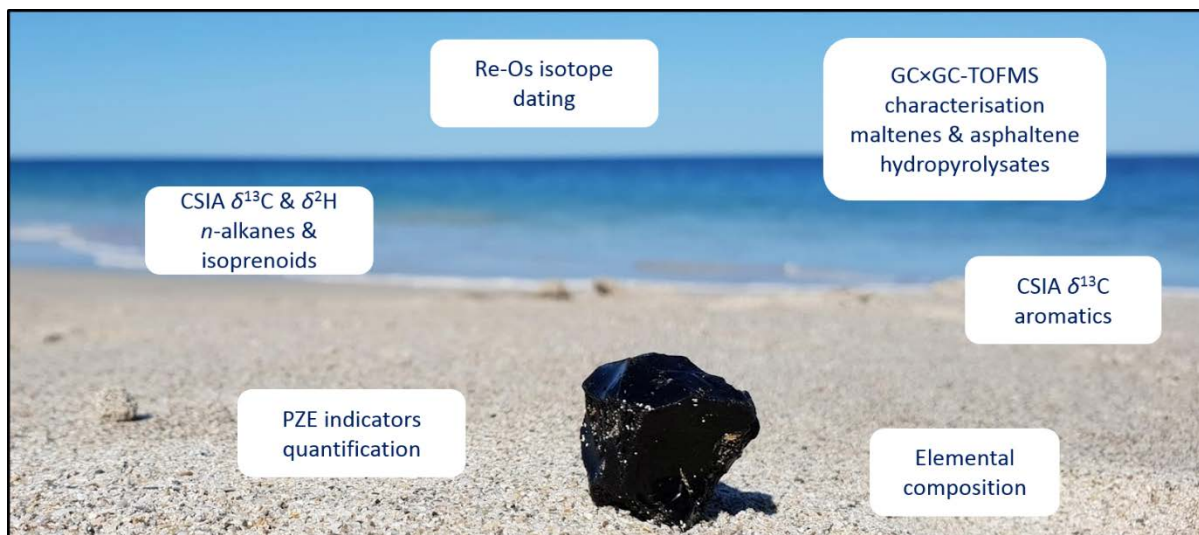 Re-Os isotope
dating
GC×GC-TOFMS
characterisation
maltenes & asphaltene
hydropyrolysates
CSIA δ¹³C & δ²H
n-alkanes &
isoprenoids
CSIA δ¹³C
aromatics
PZE indicators
quantification
Elemental
composition